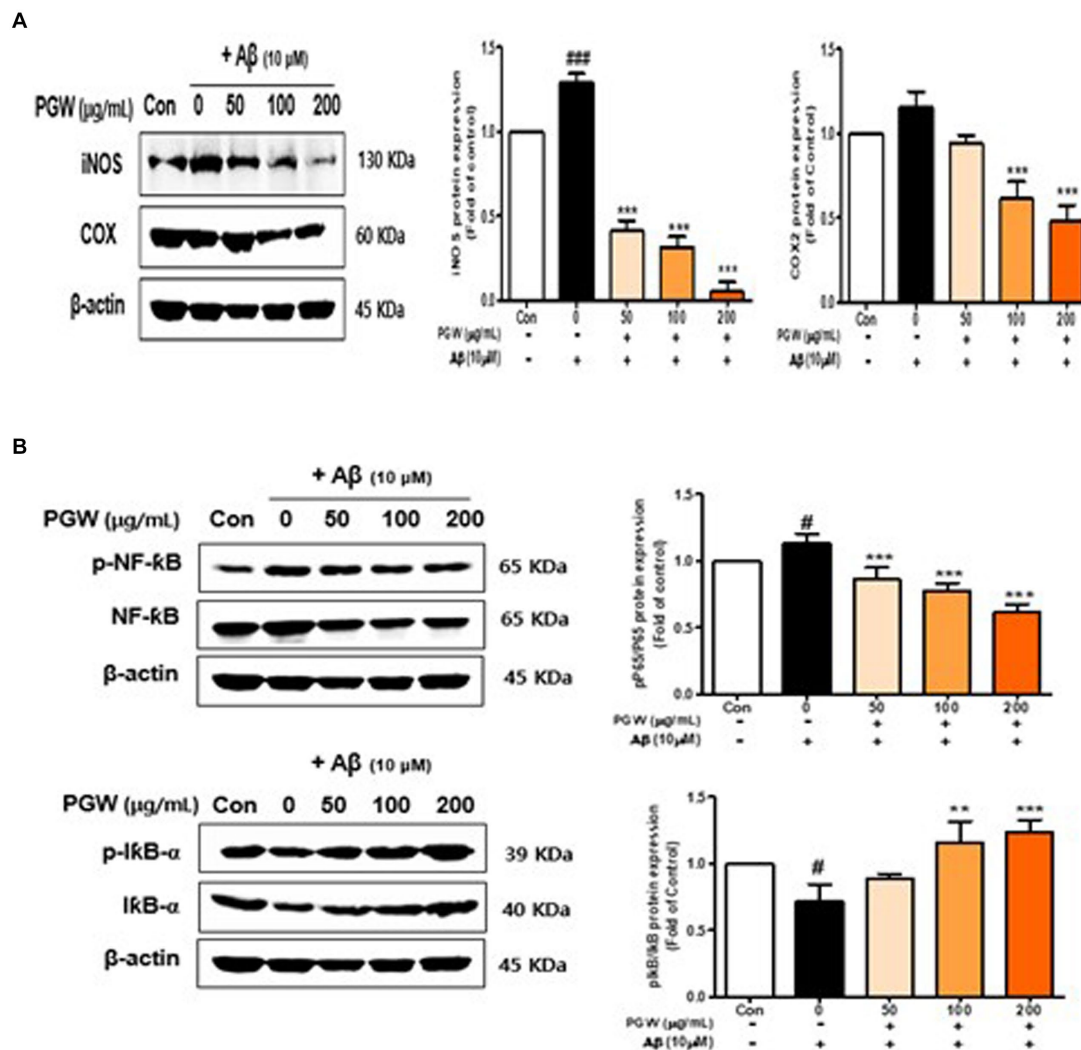 A
+ Aβ (10 μM)
PGW (μg/mL) Con 0 50 100 200
iNOS 130 KDa
COX 60 KDa
β-actin 45 KDa
iNOS protein expression
(Fold of control)
1.5
1.0
0.5
0.0
###
***
***
***
Con 0 50 100 200
PGW (μg/mL) - - + + +
Aβ (10μM) - + + + +
COX2 protein expression
(Fold of Control)
1.5
1.0
0.5
0.0
***
***
Con 0 50 100 200
PGW (μg/mL) - - + + +
Aβ (10μM) - + + + +
B
+ Aβ (10 μM)
PGW (μg/mL) Con 0 50 100 200
p-NF-ƙB 65 KDa
NF-ƙB 65 KDa
β-actin 45 KDa
pP65/P65 protein expression
(Fold of control)
1.5
1.0
0.5
0.0
#
***
***
***
Con 0 50 100 200
PGW (μg/mL) - - + + +
Aβ (10μM) - + + + +
+ Aβ (10 μM)
PGW (μg/mL) Con 0 50 100 200
p-IƙB-α 39 KDa
IƙB-α 40 KDa
β-actin 45 KDa
pIkB/IkB protein expression
(Fold of Control)
1.5
1.0
0.5
0.0
#
**
***
Con 0 50 100 200
PGW (μg/mL) - - + + +
Aβ (10μM) - + + + +